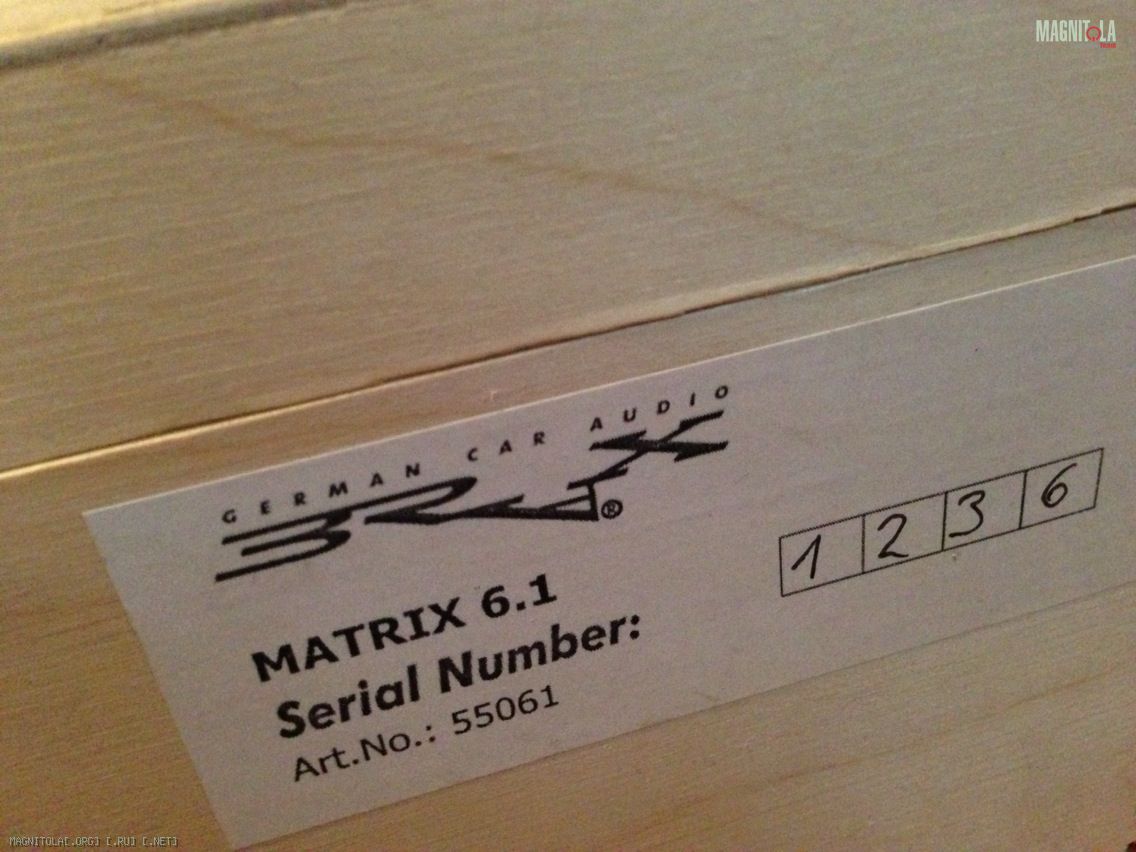 MAGNITOLA
GERMAN CAR AUDIO
BRAX®
MATRIX 6.1
Serial Number:
1 2 3 6
Art.No.: 55061
MAGNITOLA[.ORG] [.RU] [.NET]